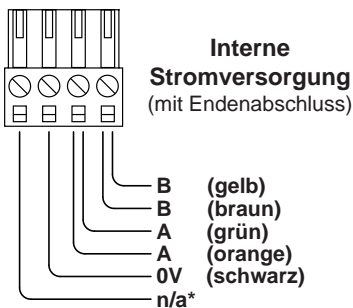 Interne
Stromversorgung
(mit Endenabschluss)
B (gelb)
B (braun)
A (grün)
A (orange)
0V (schwarz)
n/a*